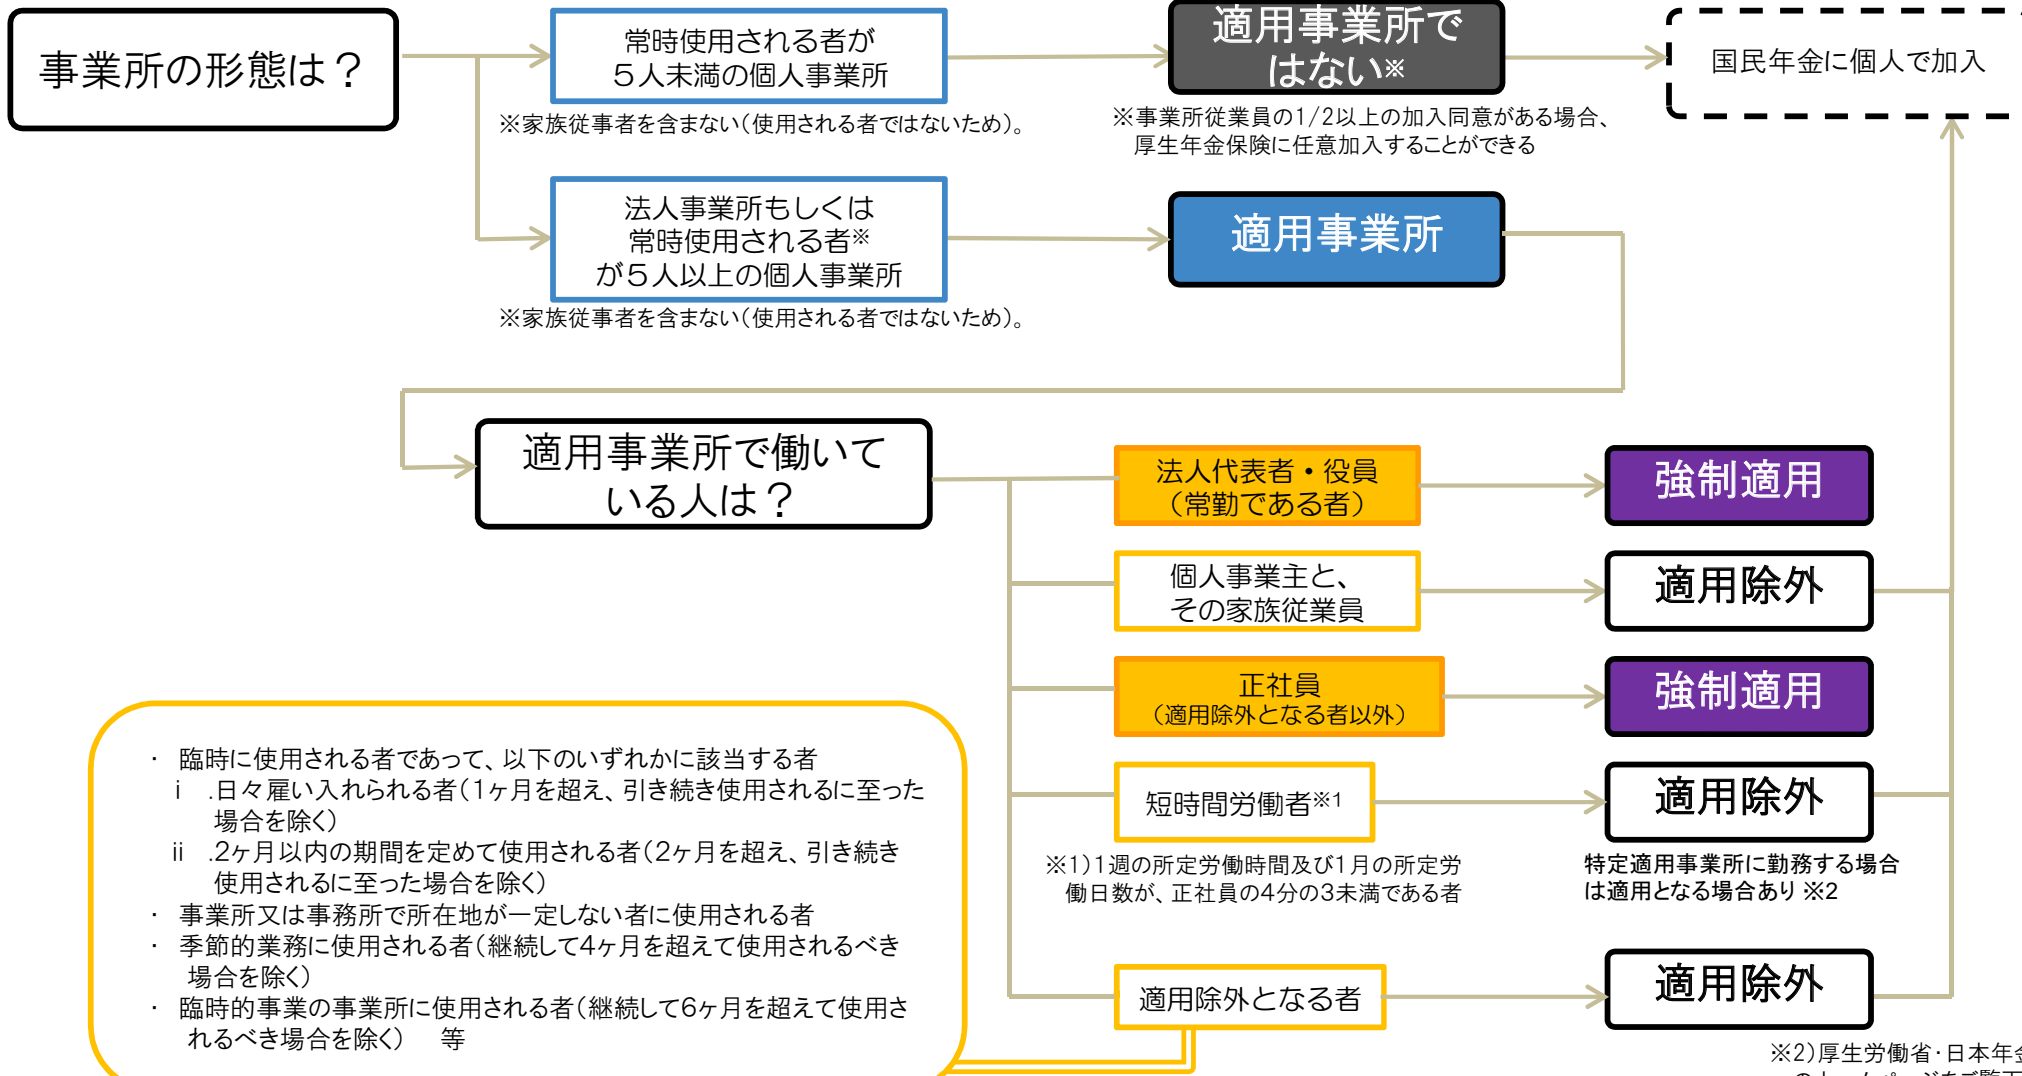 事業所の形態は？
常時使用される者が
５人未満の個人事業所
※家族従事者を含まない（使用される者ではないため）。
適用事業所で
はない※
※事業所従業員の1/2以上の加入同意がある場合、
厚生年金保険に任意加入することができる
国民年金に個人で加入
法人事業所もしくは
常時使用される者※
が５人以上の個人事業所
※家族従事者を含まない（使用される者ではないため）。
適用事業所
適用事業所で働いて
いる人は？
法人代表者・役員
（常勤である者）
強制適用
個人事業主と、
その家族従業員
適用除外
正社員
（適用除外となる者以外）
強制適用
短時間労働者※1
適用除外
※1）1週の所定労働時間及び1月の所定労
働日数が、正社員の4分の3未満である者
特定適用事業所に勤務する場合
は適用となる場合あり ※2
適用除外となる者
適用除外
・ 臨時に使用される者であって、以下のいずれかに該当する者
ⅰ .日々雇い入れられる者（1ヶ月を超え、引き続き使用されるに至った
場合を除く）
ⅱ .2ヶ月以内の期間を定めて使用される者（2ヶ月を超え、引き続き
使用されるに至った場合を除く）
・ 事業所又は事務所で所在地が一定しない者に使用される者
・ 季節的業務に使用される者（継続して4ヶ月を超えて使用されるべき
場合を除く）
・ 臨時的事業の事業所に使用される者（継続して6ヶ月を超えて使用さ
れるべき場合を除く） 等
※2）厚生労働省・日本年金